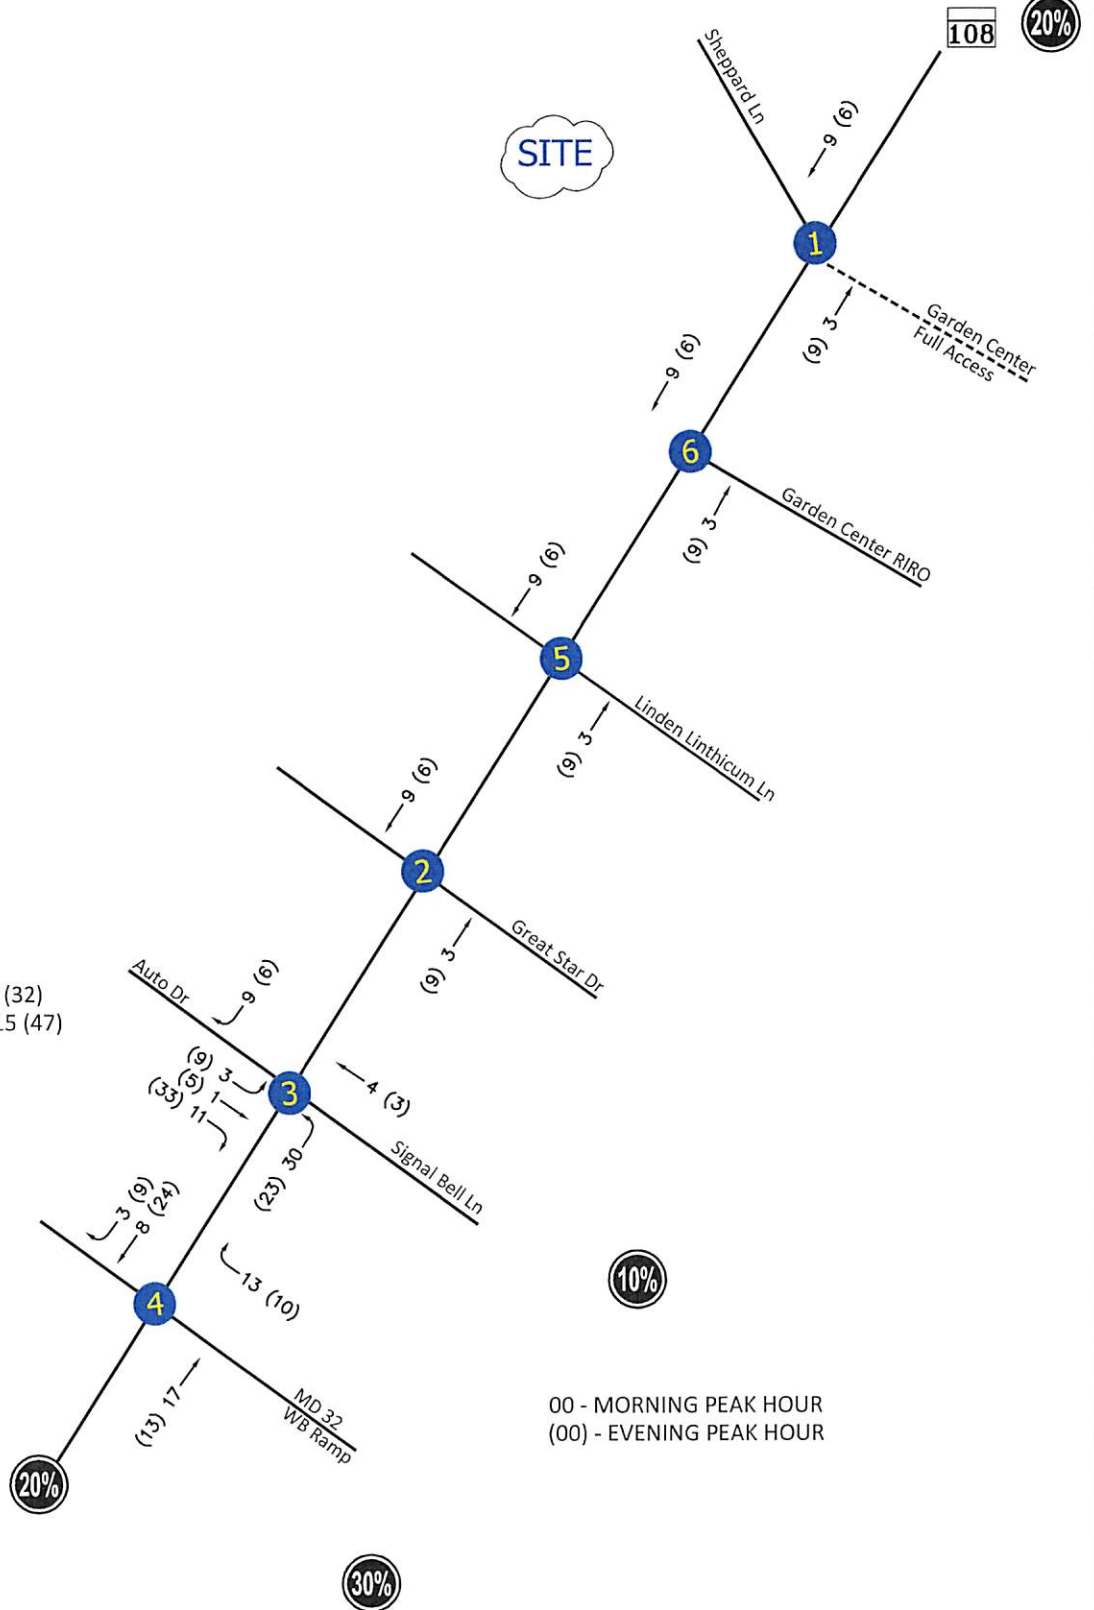 108
20%
Sheppard Ln
9 (6)
SITE
1
(9) 3
Garden Center
Full Access
9 (6)
6
(9) 3
Garden Center RIRO
9 (6)
5
(9) 3
Linden Linthicum Ln
9 (6)
2
(9) 3
Great Star Dr
Auto Dr
9 (6)
(32)
15 (47)
(9) 3
(5) 1
(33) 11
3
4 (3)
(23) 30
Signal Bell Ln
3 (9)
8 (24)
13 (10)
4
10%
(13) 17
MD 32
WB Ramp
00 - MORNING PEAK HOUR
(00) - EVENING PEAK HOUR
20%
30%